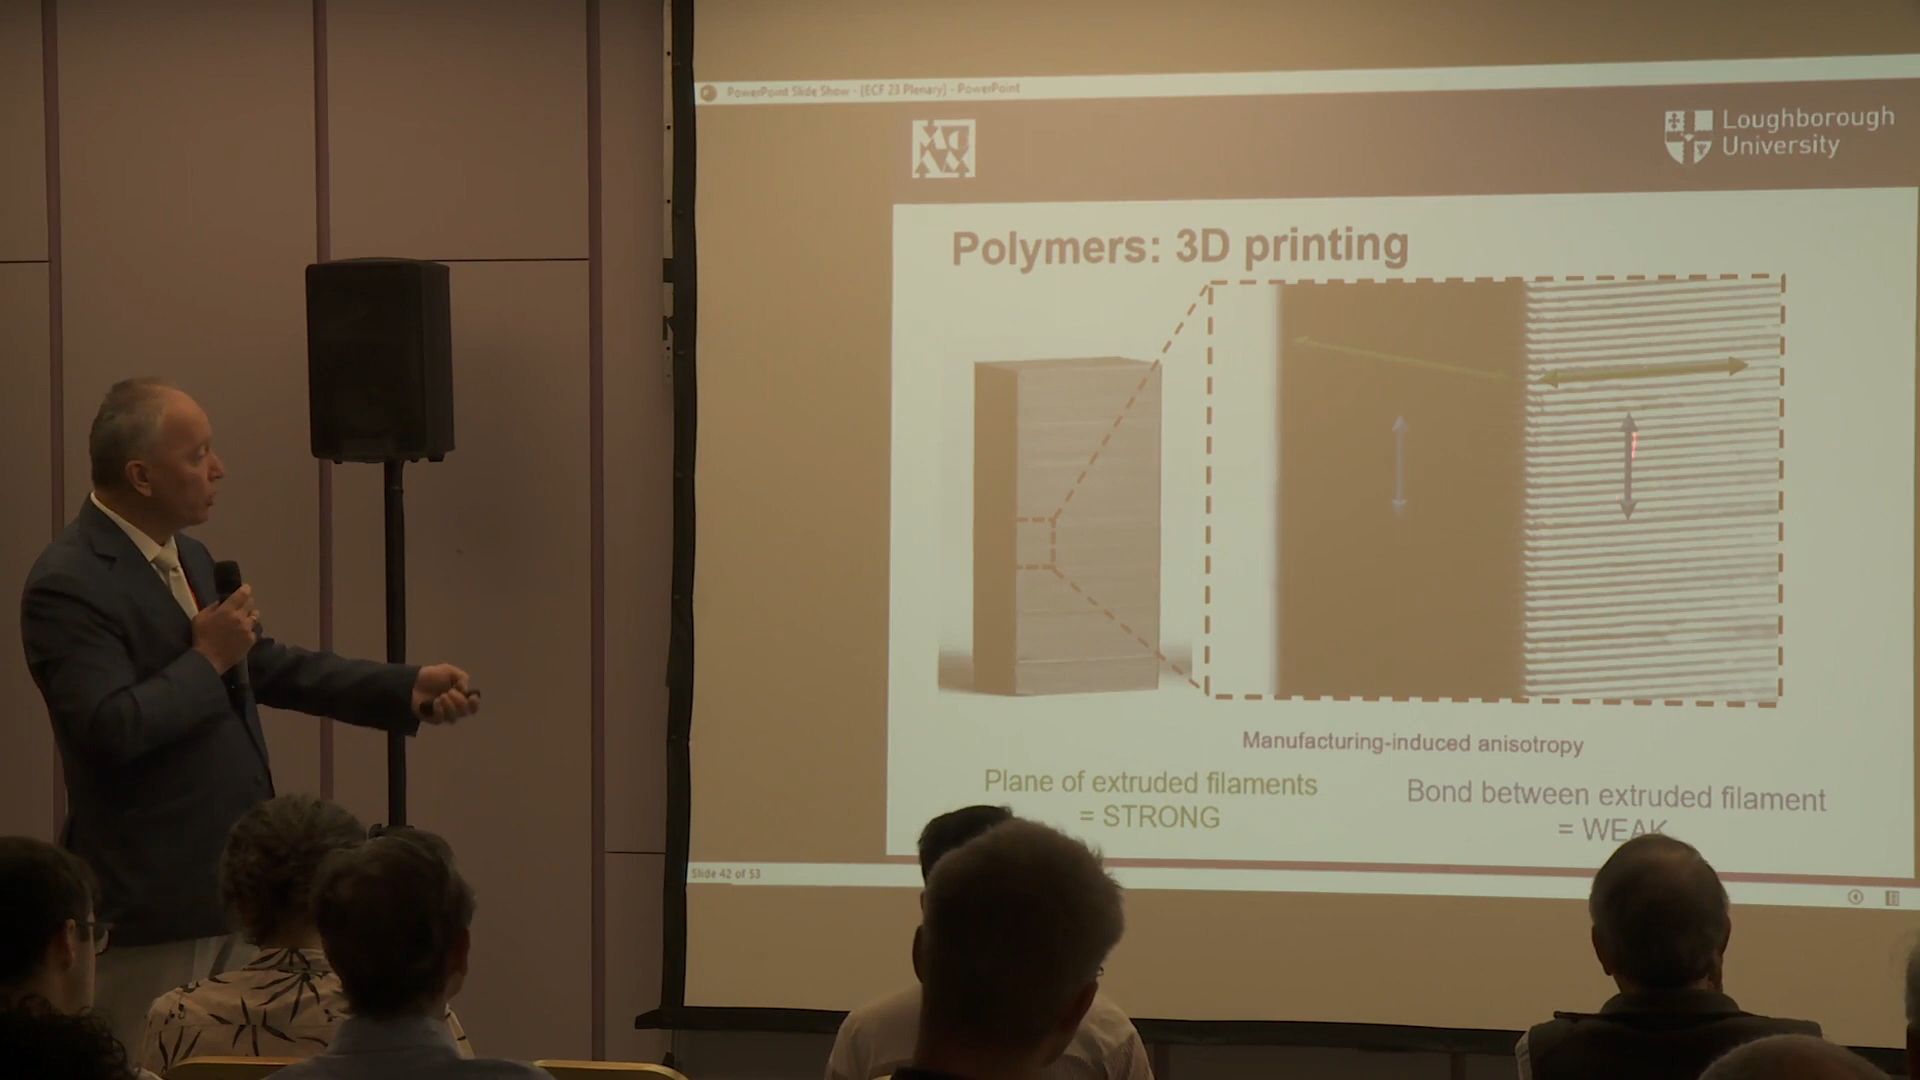 PowerPoint Slide Show - [ECF 23 Plenary] - PowerPoint
Loughborough
University
Polymers: 3D printing
Manufacturing-induced anisotropy
Plane of extruded filaments
= STRONG
Bond between extruded filament
= WEAK
Slide 42 of 53